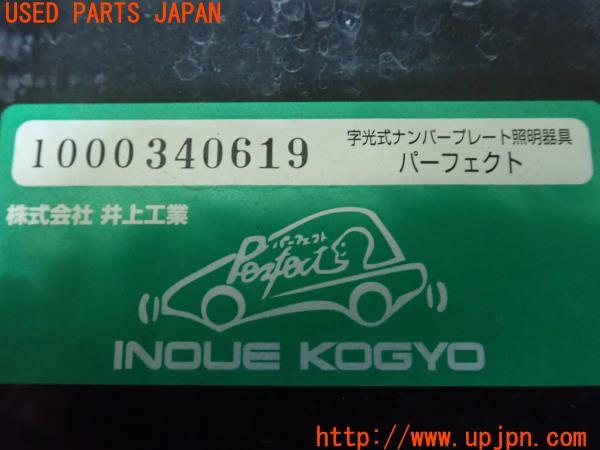 USED PARTS JAPAN
1000340619
字光式ナンバープレート照明器具
パーフェクト
株式会社 井上工業
パーフェクト
Perfect
INOUE KOGYO
http://www.upjpn.com/